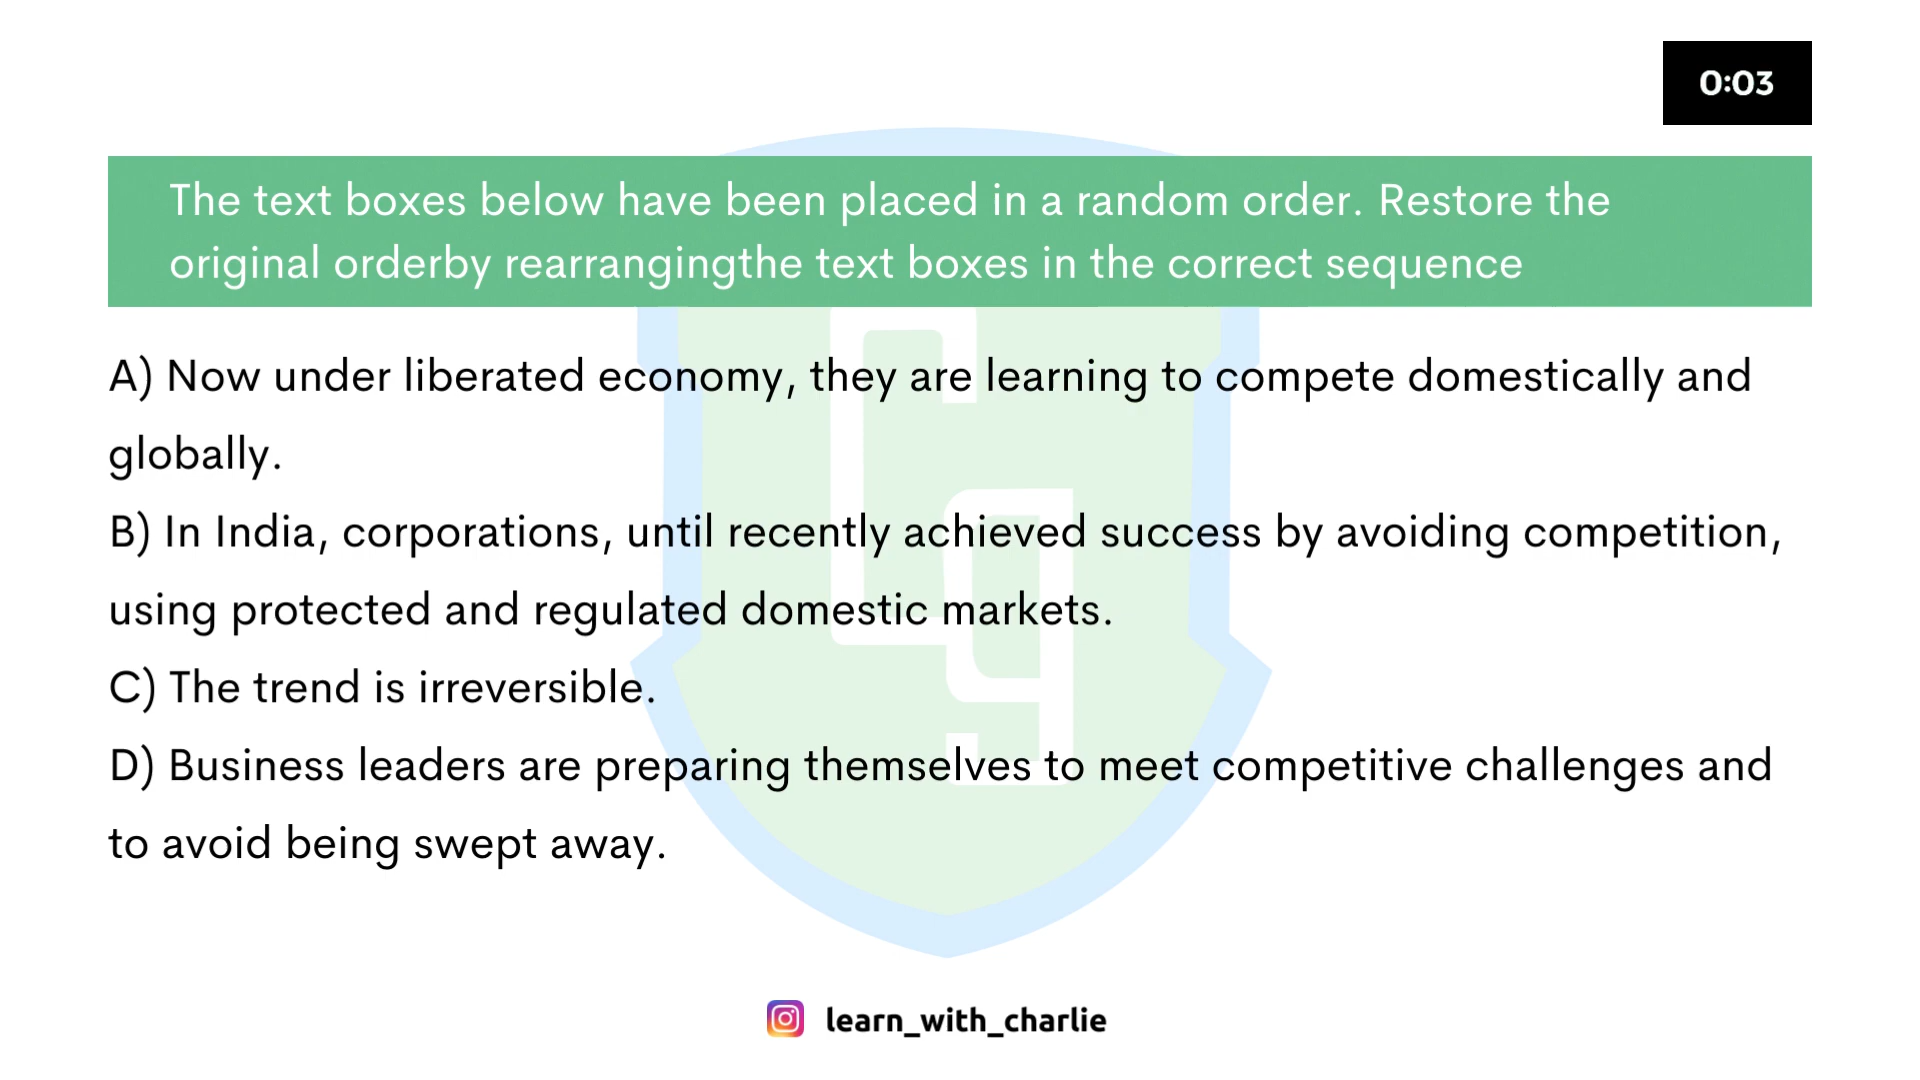 0:03
The text boxes below have been placed in a random order. Restore the
original orderby rearrangingthe text boxes in the correct sequence
A) Now under liberated economy, they are learning to compete domestically and
globally.
B) In India, corporations, until recently achieved success by avoiding competition,
using protected and regulated domestic markets.
C) The trend is irreversible.
D) Business leaders are preparing themselves to meet competitive challenges and
to avoid being swept away.
learn_with_charlie